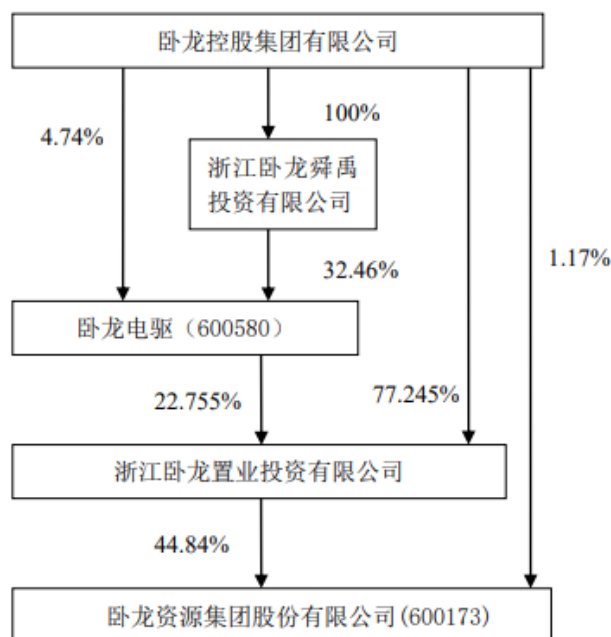 卧龙控股集团有限公司
100%
4.74%
浙江卧龙舜禹
投资有限公司
1.17%
32.46%
卧龙电驱（600580）
22.755%
77.245%
浙江卧龙置业投资有限公司
44.84%
卧龙资源集团股份有限公司(600173)